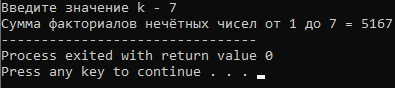 Введите значение k - 7
Сумма факториалов нечётных чисел от 1 до 7 = 5167
--------------------------------
Process exited with return value 0
Press any key to continue . . .